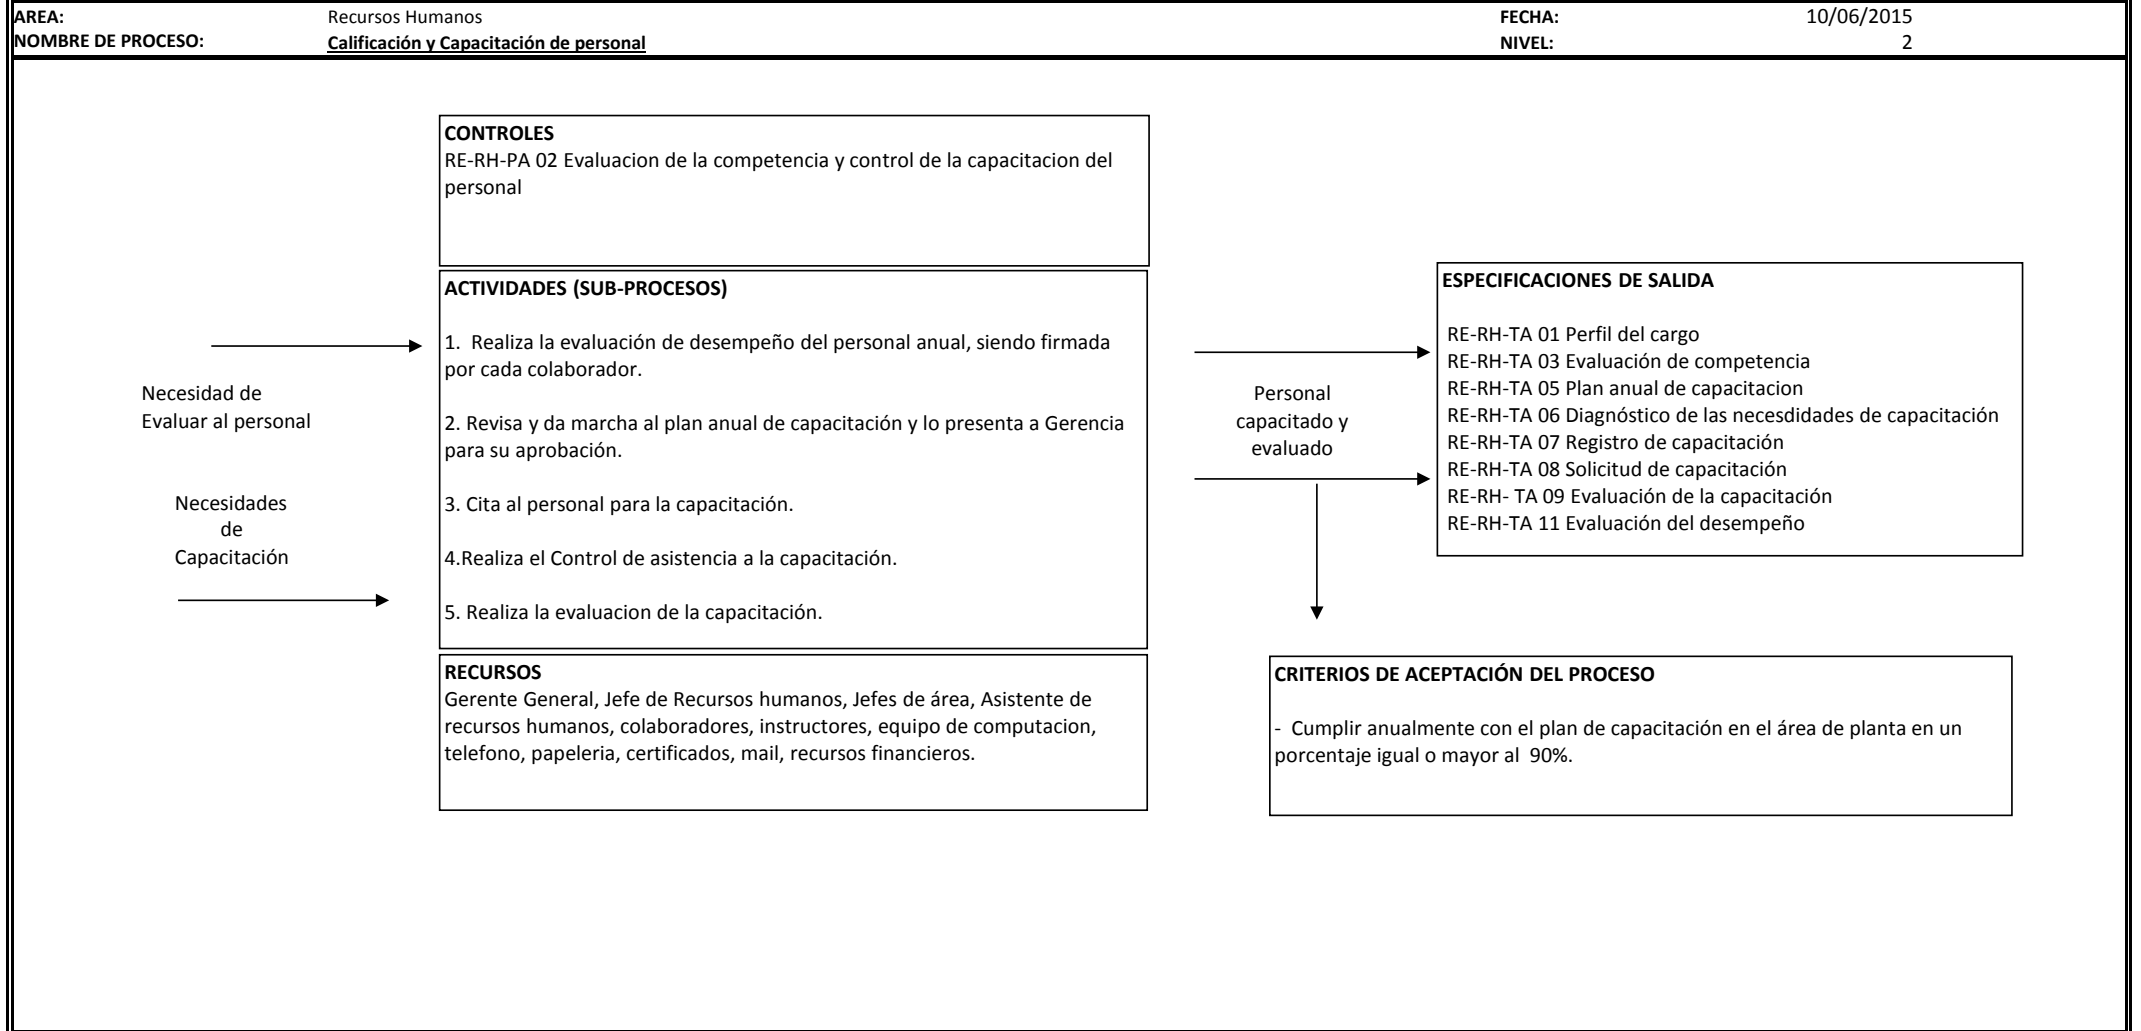 AREA: Recursos Humanos FECHA: 10/06/2015
NOMBRE DE PROCESO: Calificación y Capacitación de personal NIVEL: 2
CONTROLES
RE-RH-PA 02 Evaluacion de la competencia y control de la capacitacion del
personal
ACTIVIDADES (SUB-PROCESOS)
1. Realiza la evaluación de desempeño del personal anual, siendo firmada
por cada colaborador.
2. Revisa y da marcha al plan anual de capacitación y lo presenta a Gerencia
para su aprobación.
3. Cita al personal para la capacitación.
4.Realiza el Control de asistencia a la capacitación.
5. Realiza la evaluacion de la capacitación.
Necesidad de
Evaluar al personal
Necesidades
de
Capacitación
RECURSOS
Gerente General, Jefe de Recursos humanos, Jefes de área, Asistente de
recursos humanos, colaboradores, instructores, equipo de computacion,
telefono, papeleria, certificados, mail, recursos financieros.
Personal
capacitado y
evaluado
ESPECIFICACIONES DE SALIDA
RE-RH-TA 01 Perfil del cargo
RE-RH-TA 03 Evaluación de competencia
RE-RH-TA 05 Plan anual de capacitacion
RE-RH-TA 06 Diagnóstico de las necesdidades de capacitación
RE-RH-TA 07 Registro de capacitación
RE-RH-TA 08 Solicitud de capacitación
RE-RH- TA 09 Evaluación de la capacitación
RE-RH-TA 11 Evaluación del desempeño
CRITERIOS DE ACEPTACIÓN DEL PROCESO
- Cumplir anualmente con el plan de capacitación en el área de planta en un
porcentaje igual o mayor al 90%.